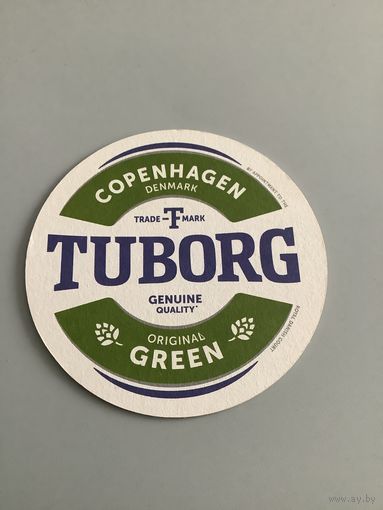 COPENHAGEN
DENMARK
TRADE T MARK
TUBORG
GENUINE
QUALITY*
ORIGINAL
GREEN
BY APPOINTMENT TO THE
ROYAL DANISH COURT
www.ay.by